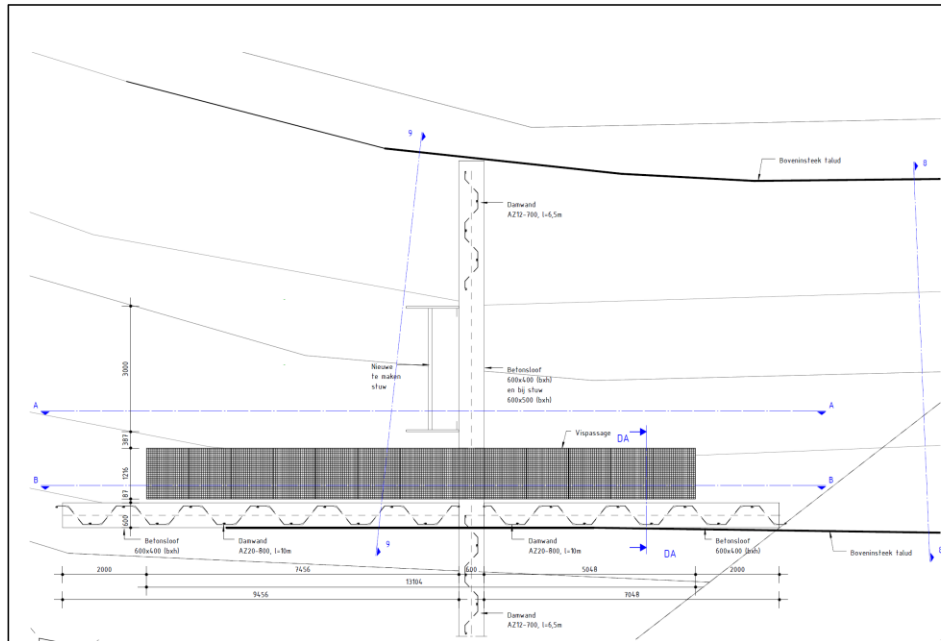 9
8
Boveninsteek talud
Damwand
AZ12-700, l=6,5m
3000
Nieuwe
te maken
stuw
Betonsloof
600x400 (bxh)
en bij stuw
600x500 (bxh)
A
A
387
Vispassage
DA
1216
B
B
87
600
Betonsloof
600x400 (bxh)
Damwand
AZ20-800, l=10m
9
Damwand
AZ20-800, l=10m
DA
Betonsloof
600x400 (bxh)
Boveninsteek talud
8
2000
7456
600
5048
2000
13104
9456
7048
Damwand
AZ12-700, l=6,5m